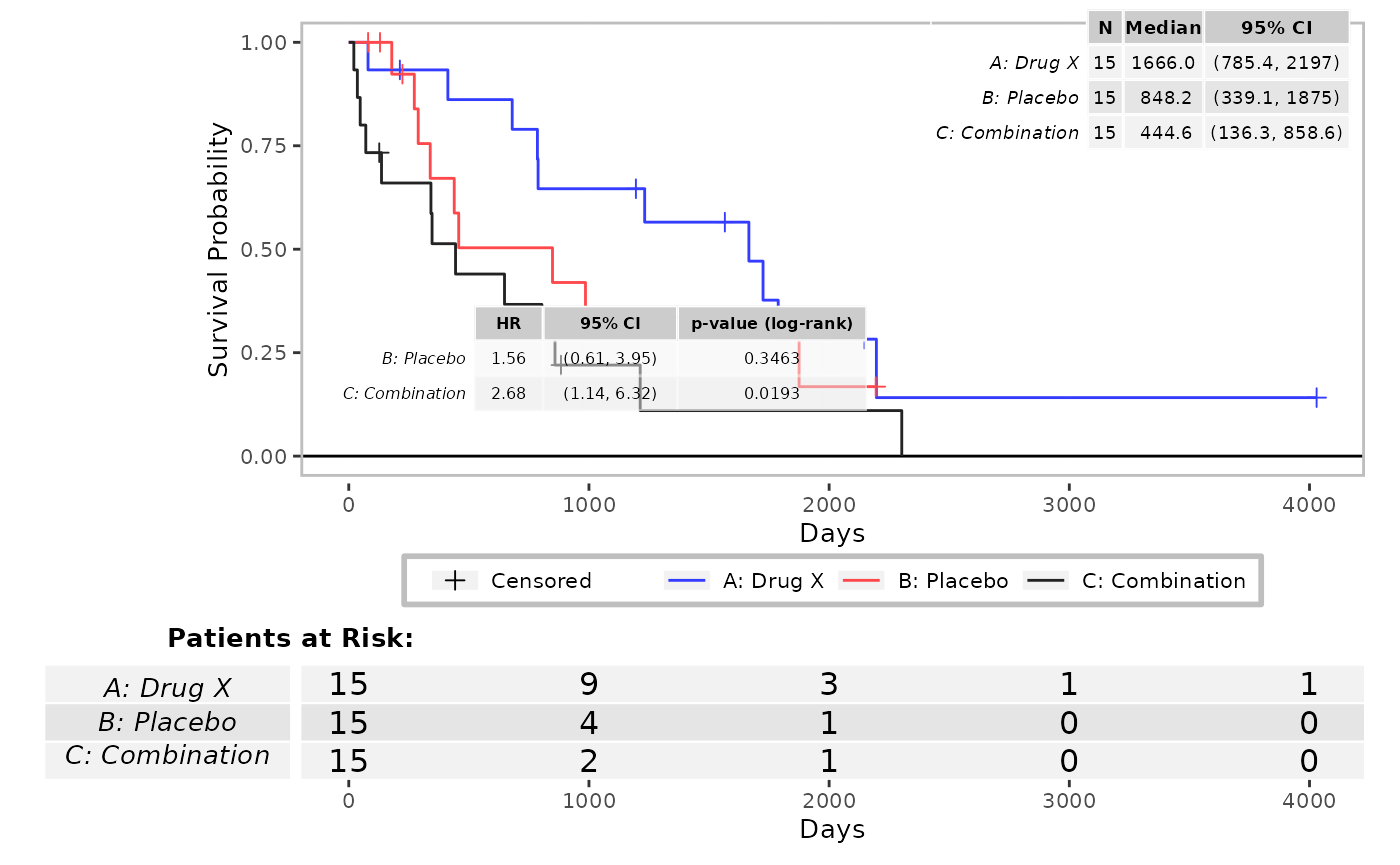 N Median 95% CI
A: Drug X 15 1666.0 (785.4, 2197)
B: Placebo 15 848.2 (339.1, 1875)
C: Combination 15 444.6 (136.3, 858.6)
Survival Probability
1.00
0.75
0.50
0.25
0.00
HR 95% CI p-value (log-rank)
B: Placebo 1.56 (0.61, 3.95) 0.3463
C: Combination 2.68 (1.14, 6.32) 0.0193
0 1000 2000 3000 4000
Days
Censored A: Drug X B: Placebo C: Combination
Patients at Risk:
A: Drug X 15 9 3 1 1
B: Placebo 15 4 1 0 0
C: Combination 15 2 1 0 0
0 1000 2000 3000 4000
Days